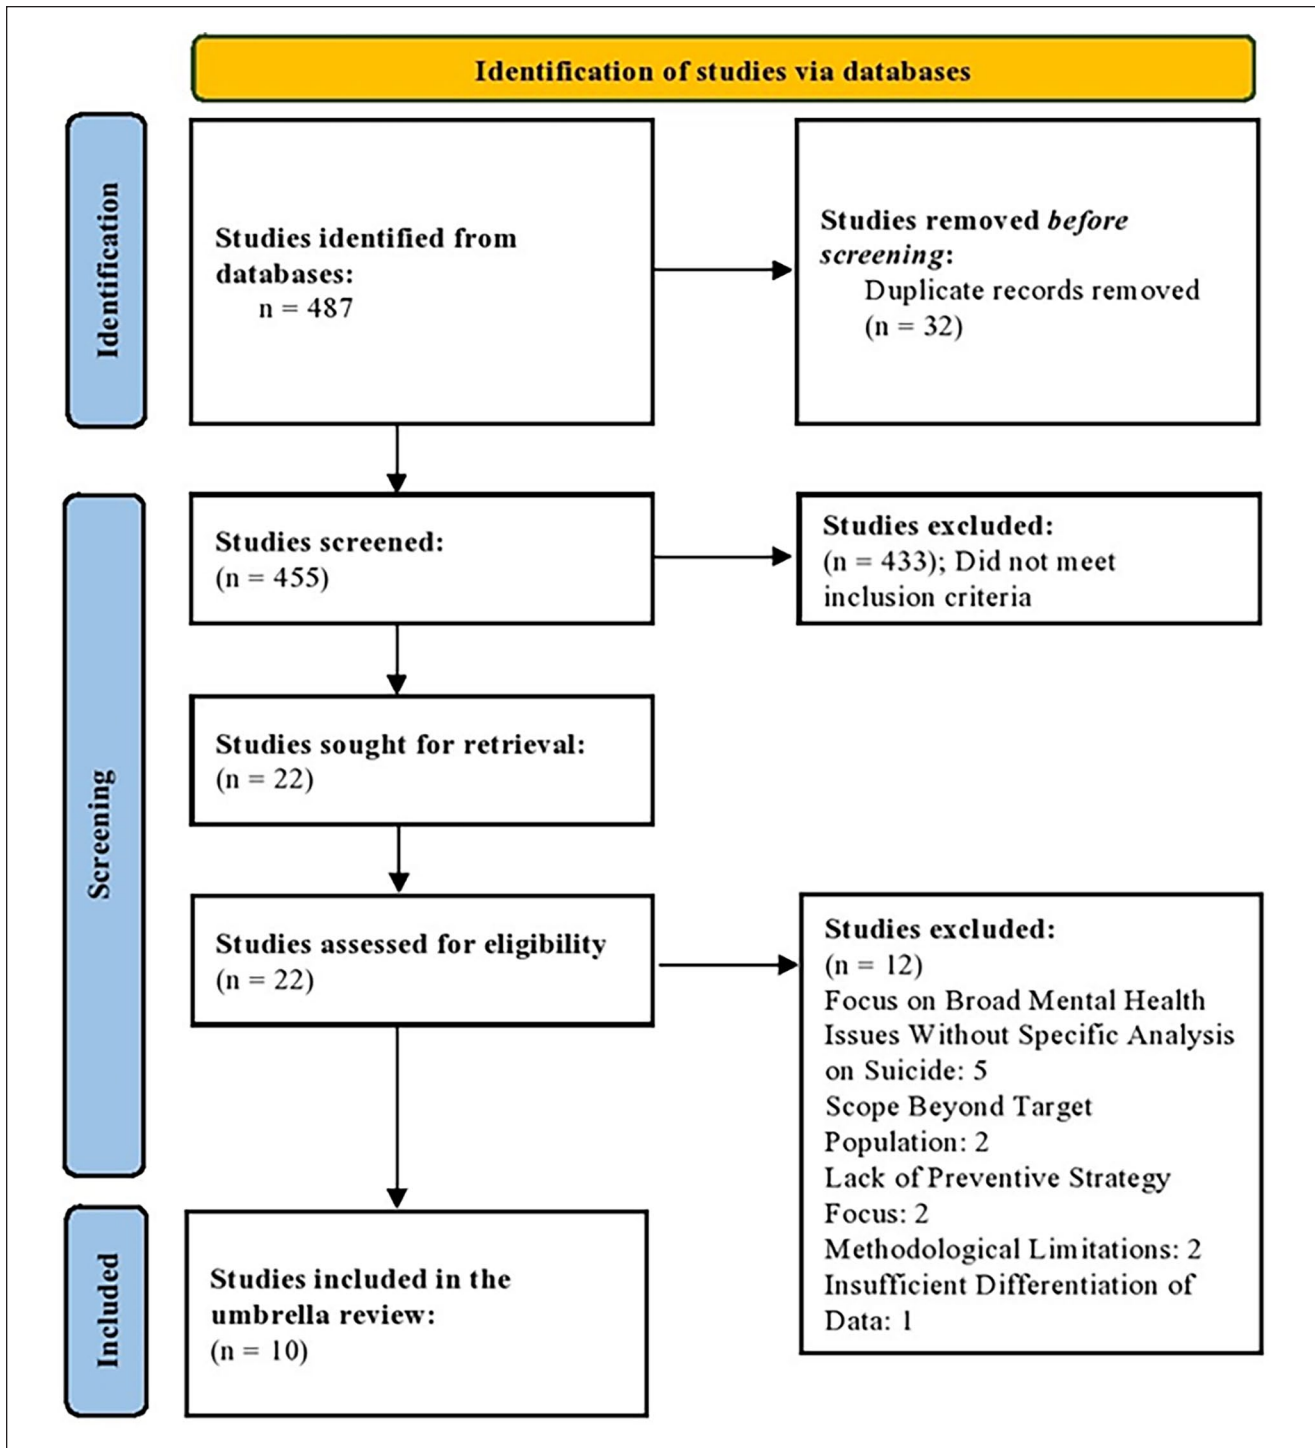 Identification of studies via databases
Identification
Studies identified from
databases:
n = 487
Studies removed before
screening:
Duplicate records removed
(n = 32)
Screening
Studies screened:
(n = 455)
Studies excluded:
(n = 433); Did not meet
inclusion criteria
Studies sought for retrieval:
(n = 22)
Studies assessed for eligibility
(n = 22)
Studies excluded:
(n = 12)
Focus on Broad Mental Health
Issues Without Specific Analysis
on Suicide: 5
Scope Beyond Target
Population: 2
Lack of Preventive Strategy
Focus: 2
Methodological Limitations: 2
Insufficient Differentiation of
Data: 1
Included
Studies included in the
umbrella review:
(n = 10)